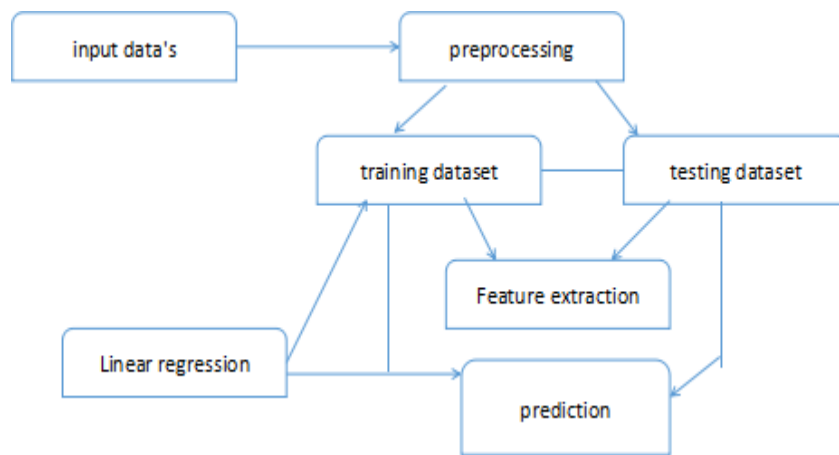 input data's
preprocessing
training dataset
testing dataset
Feature extraction
Linear regression
prediction